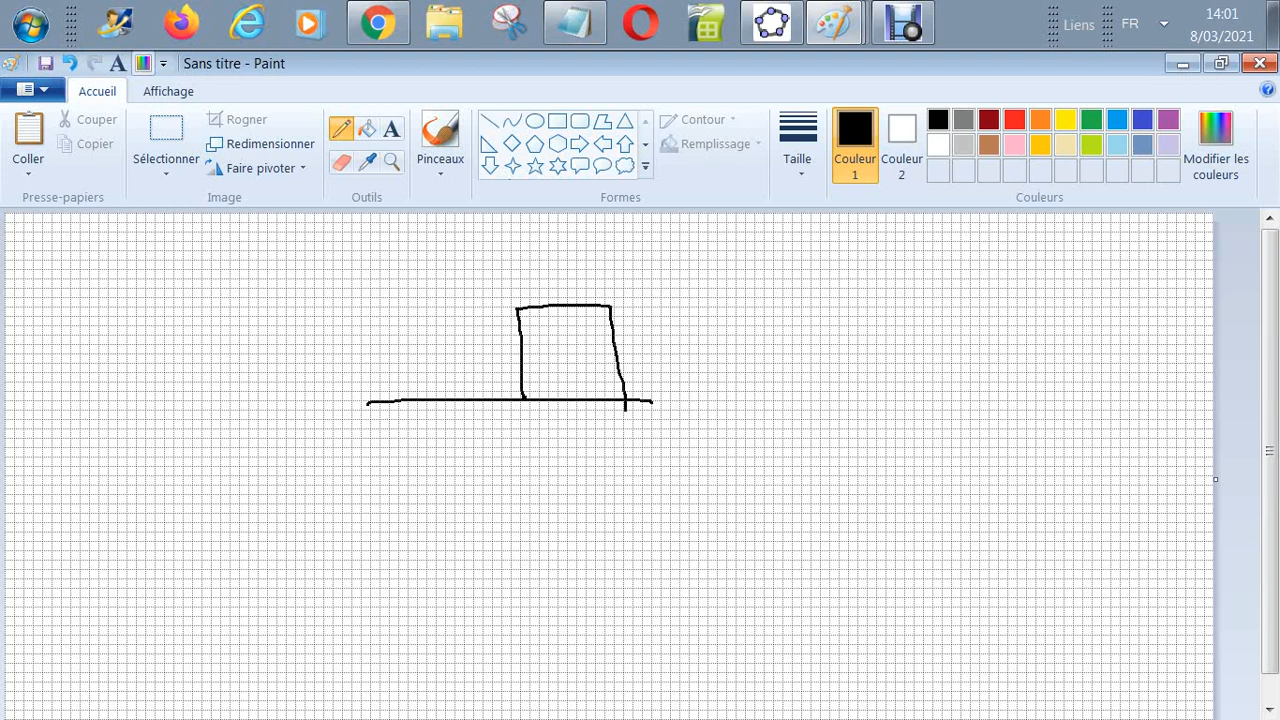 Liens
FR
14:01
8/03/2021
Sans titre - Paint
Accueil
Affichage
Coller
Couper
Copier
Presse-papiers
Sélectionner
Rogner
Redimensionner
Faire pivoter
Image
A
Outils
Pinceaux
Contour
Remplissage
Formes
Taille
Couleur
1
Couleur
2
Modifier les
couleurs
Couleurs